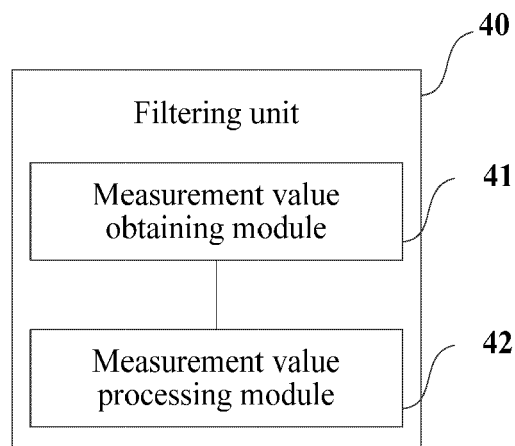 40
Filtering unit
Measurement value
obtaining module
41
Measurement value
processing module
42